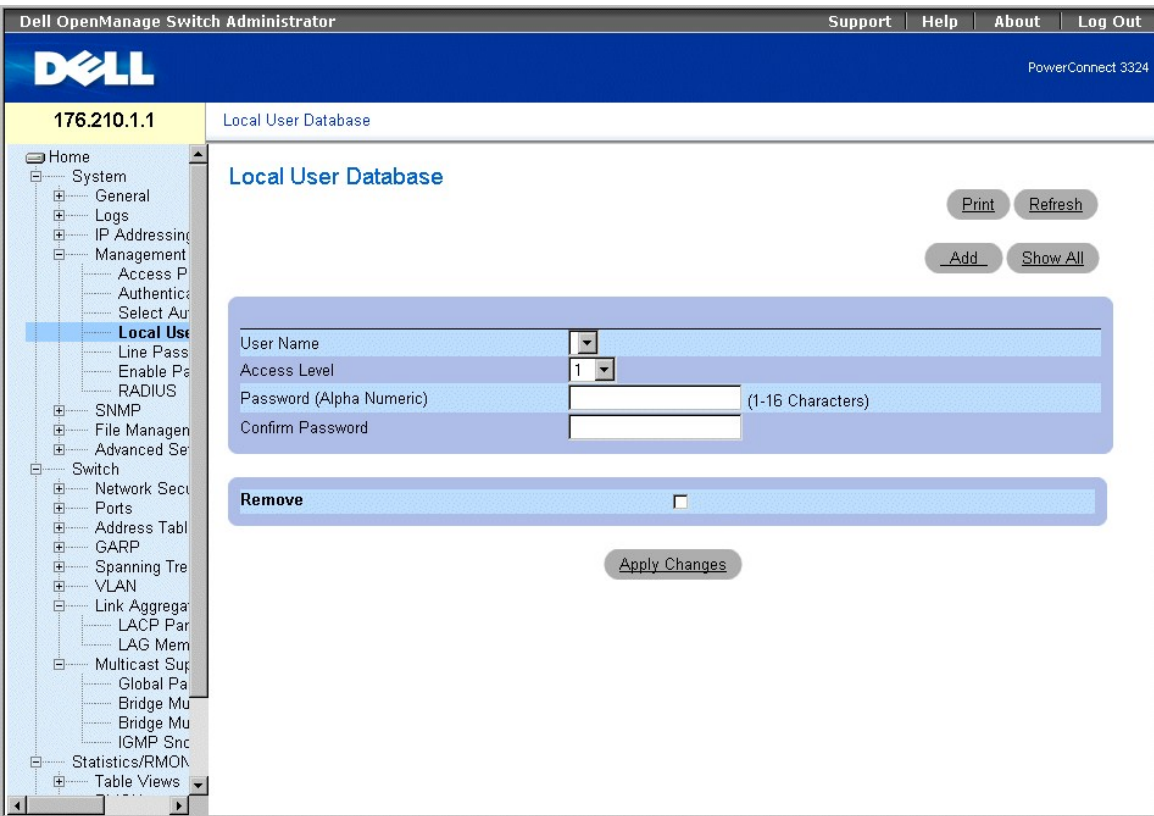 Dell OpenManage Switch Administrator
Support | Help | About | Log Out
DELL
PowerConnect 3324
176.210.1.1
Local User Database
Home
System
General
Logs
IP Addressing
Management
Access P
Authentica
Select Aut
Local Use
Line Pass
Enable Pa
RADIUS
SNMP
File Managen
Advanced Set
Switch
Network Secu
Ports
Address Tabl
GARP
Spanning Tre
VLAN
Link Aggregat
LACP Par
LAG Mem
Multicast Sup
Global Pa
Bridge Mu
Bridge Mu
IGMP Sno
Statistics/RMON
Table Views
Local User Database
Print
Refresh
Add
Show All
User Name
Access Level 1
Password (Alpha Numeric) (1-16 Characters)
Confirm Password
Remove
Apply Changes